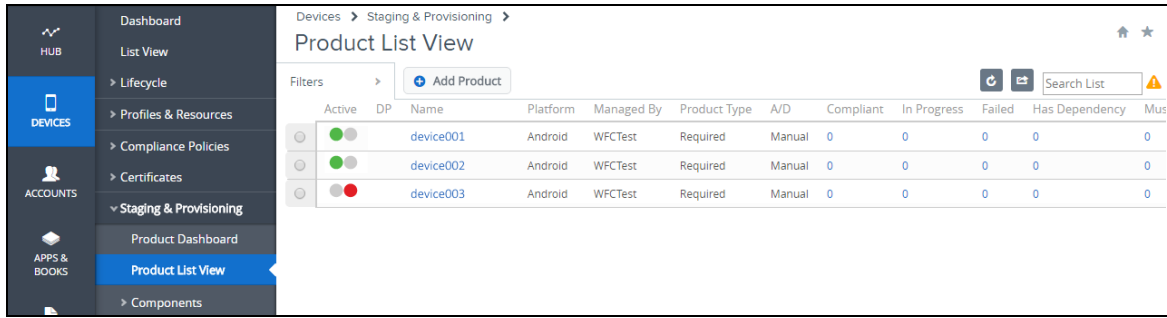 HUB
DEVICES
ACCOUNTS
APPS &
BOOKS
Dashboard
List View
> Lifecycle
> Profiles & Resources
> Compliance Policies
> Certificates
Staging & Provisioning
Product Dashboard
Product List View
> Components
Devices > Staging & Provisioning >
Product List View
Filters >
Add Product
Search List
Active DP Name Platform Managed By Product Type A/D Compliant In Progress Failed Has Dependency Mus
device001 Android WFCTest Required Manual 0 0 0 0 0
device002 Android WFCTest Required Manual 0 0 0 0 0
device003 Android WFCTest Required Manual 0 0 0 0 0